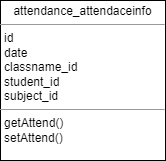 attendance_attendaceinfo
id
date
classname_id
student_id
subject_id
getAttend()
setAttend()